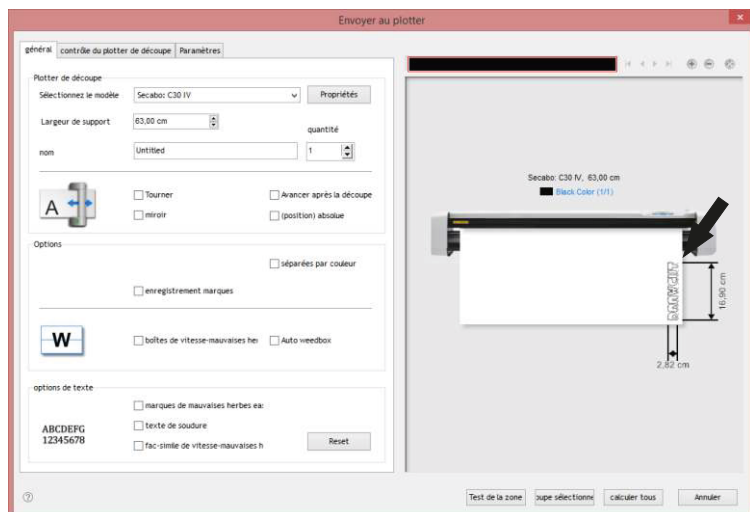 Envoyer au plotter
général contrôle du plotter de découpe Paramètres
Plotter de découpe
Sélectionnez le modèle Secabo: C30 IV Propriétés
Largeur de support 63,00 cm
quantité
nom Untitled 1
A
Tourner Avancer après la découpe
miroir (position) absolue
Options
séparées par couleur
enregistrement marques
W
boîtes de vitesse-mauvaises her Auto weedbox
options de texte
marques de mauvaises herbes ea:
ABCDEFG
12345678
texte de soudure
fac-simile de vitesse-mauvaises h
Reset
Secabo: C30 IV, 63,00 cm
Black Color (1/1)
16,90 cm
2,82 cm
Test de la zone oupe sélectionne calculer tous Annuler